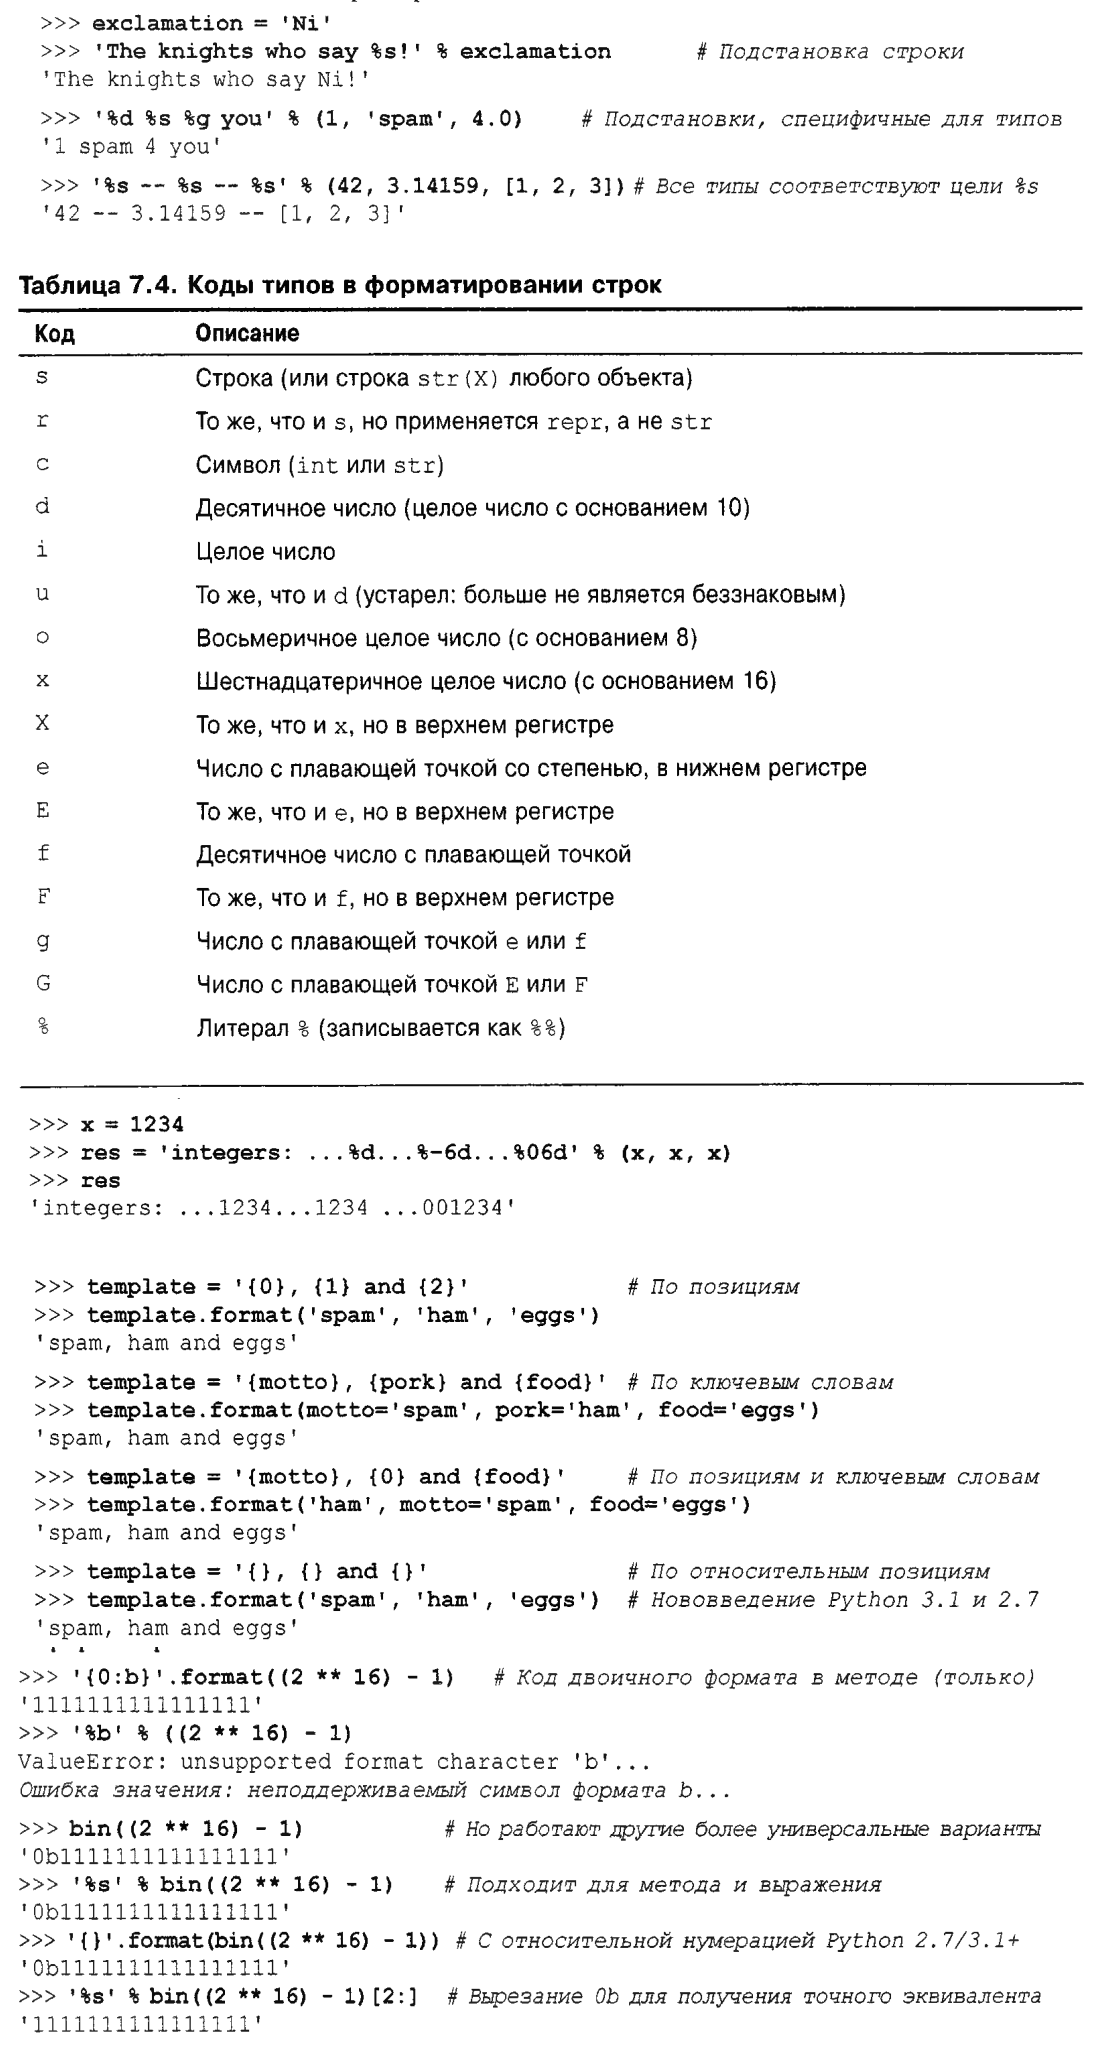 >>> exclamation = 'Ni'
>>> 'The knights who say %s!' % exclamation # Подстановка строки
'The knights who say Ni!'
>>> '%d %s %g you' % (1, 'spam', 4.0) # Подстановки, специфичные для типов
'1 spam 4 you'
>>> '%s -- %s -- %s' % (42, 3.14159, [1, 2, 3]) # Все типы соответствуют цели %s
'42 -- 3.14159 -- [1, 2, 3]'
Таблица 7.4. Коды типов в форматировании строк
Код Описание
s Строка (или строка str(X) любого объекта)
r То же, что и s, но применяется repr, а не str
c Символ (int или str)
d Десятичное число (целое число с основанием 10)
i Целое число
u То же, что и d (устарел: больше не является беззнаковым)
o Восьмеричное целое число (с основанием 8)
x Шестнадцатеричное целое число (с основанием 16)
X То же, что и x, но в верхнем регистре
e Число с плавающей точкой со степенью, в нижнем регистре
E То же, что и e, но в верхнем регистре
f Десятичное число с плавающей точкой
F То же, что и f, но в верхнем регистре
g Число с плавающей точкой e или f
G Число с плавающей точкой E или F
% Литерал % (записывается как %%)
>>> x = 1234
>>> res = 'integers: ...%d...%-6d...%06d' % (x, x, x)
>>> res
'integers: ...1234...1234 ...001234'
>>> template = '{0}, {1} and {2}' # По позициям
>>> template.format('spam', 'ham', 'eggs')
'spam, ham and eggs'
>>> template = '{motto}, {pork} and {food}' # По ключевым словам
>>> template.format(motto='spam', pork='ham', food='eggs')
'spam, ham and eggs'
>>> template = '{motto}, {0} and {food}' # По позициям и ключевым словам
>>> template.format('ham', motto='spam', food='eggs')
'spam, ham and eggs'
>>> template = '{}, {} and {}' # По относительным позициям
>>> template.format('spam', 'ham', 'eggs') # Нововведение Python 3.1 и 2.7
'spam, ham and eggs'
>>> '{0:b}'.format((2 ** 16) - 1) # Код двоичного формата в методе (только)
'1111111111111111'
>>> '%b' % ((2 ** 16) - 1)
ValueError: unsupported format character 'b'...
Ошибка значения: неподдерживаемый символ формата b...
>>> bin((2 ** 16) - 1) # Но работают другие более универсальные варианты
'0b1111111111111111'
>>> '%s' % bin((2 ** 16) - 1) # Подходит для метода и выражения
'0b1111111111111111'
>>> '{}'.format(bin((2 ** 16) - 1)) # С относительной нумерацией Python 2.7/3.1+
'0b1111111111111111'
>>> '%s' % bin((2 ** 16) - 1)[2:] # Вырезание 0b для получения точного эквивалента
'1111111111111111'